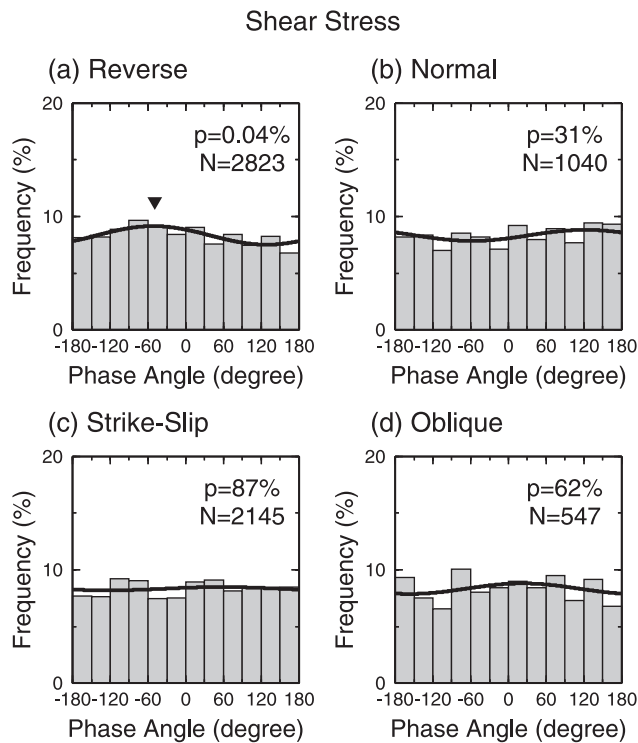 Shear Stress
(a) Reverse
20
p=0.04%
N=2823
10
0
Frequency (%)
-180 -120 -60 0 60 120 180
Phase Angle (degree)
(b) Normal
20
p=31%
N=1040
10
0
Frequency (%)
-180 -120 -60 0 60 120 180
Phase Angle (degree)
(c) Strike-Slip
20
p=87%
N=2145
10
0
Frequency (%)
-180 -120 -60 0 60 120 180
Phase Angle (degree)
(d) Oblique
20
p=62%
N=547
10
0
Frequency (%)
-180 -120 -60 0 60 120 180
Phase Angle (degree)